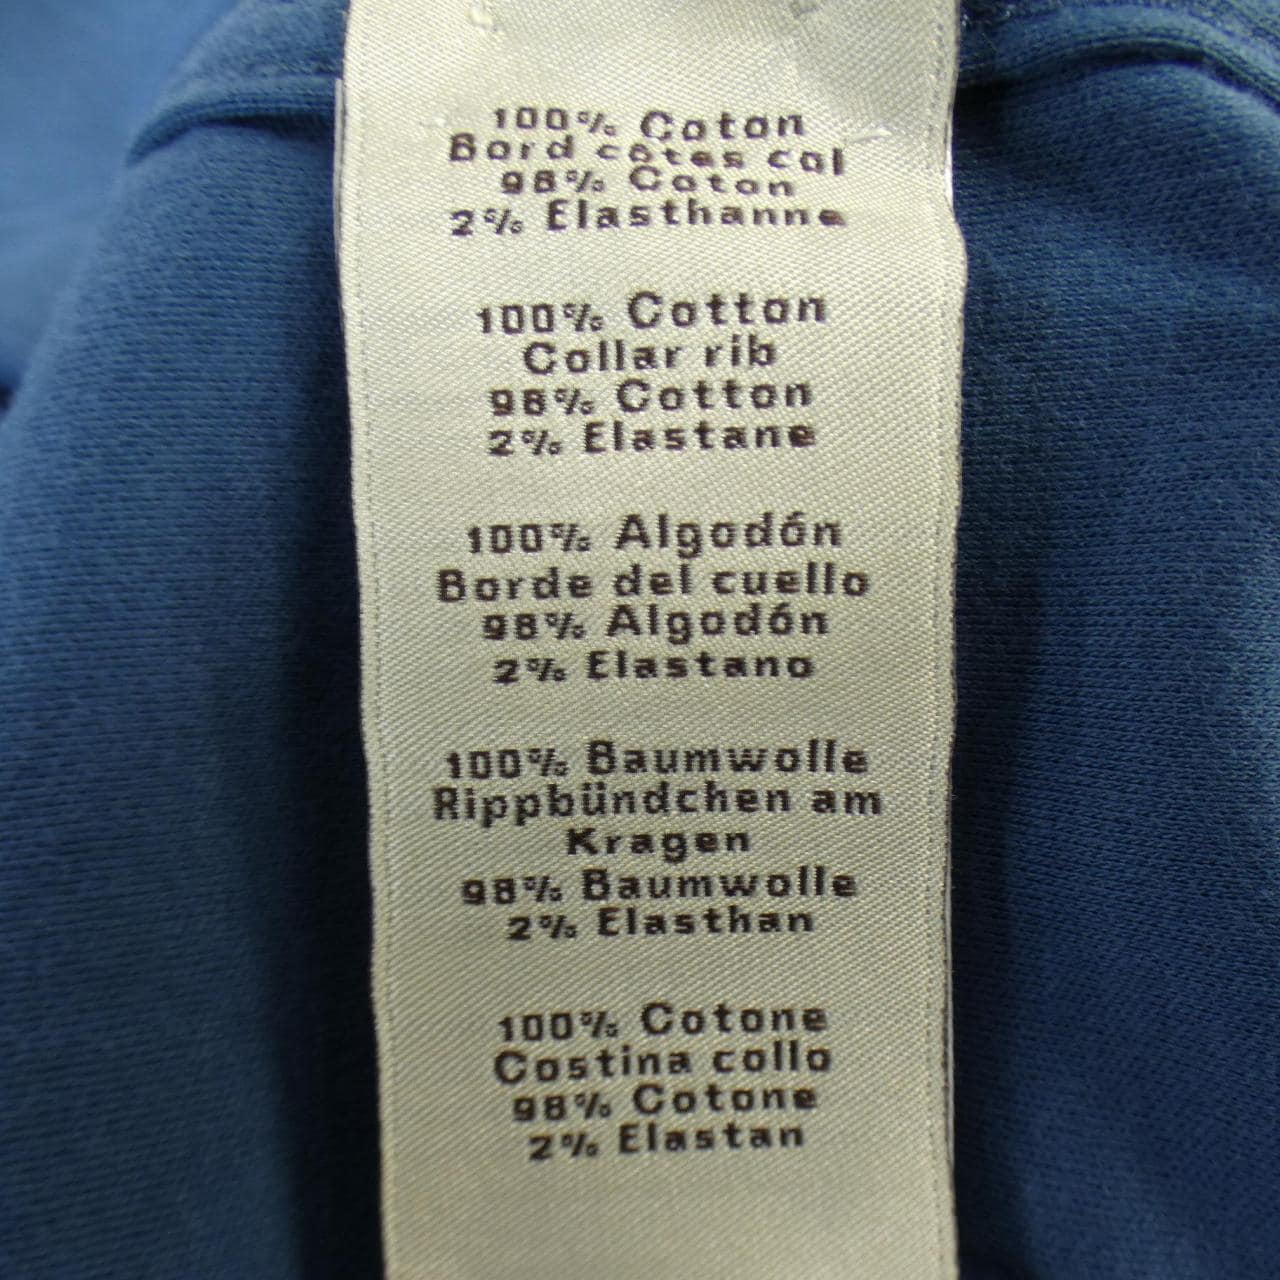 100% Coton
Bord côtes col
98% Coton
2% Elasthanne
100% Cotton
Collar rib
98% Cotton
2% Elastane
100% Algodón
Borde del cuello
98% Algodón
2% Elastano
100% Baumwolle
Rippbündchen am
Kragen
98% Baumwolle
2% Elasthan
100% Cotone
Costina collo
98% Cotone
2% Elastan